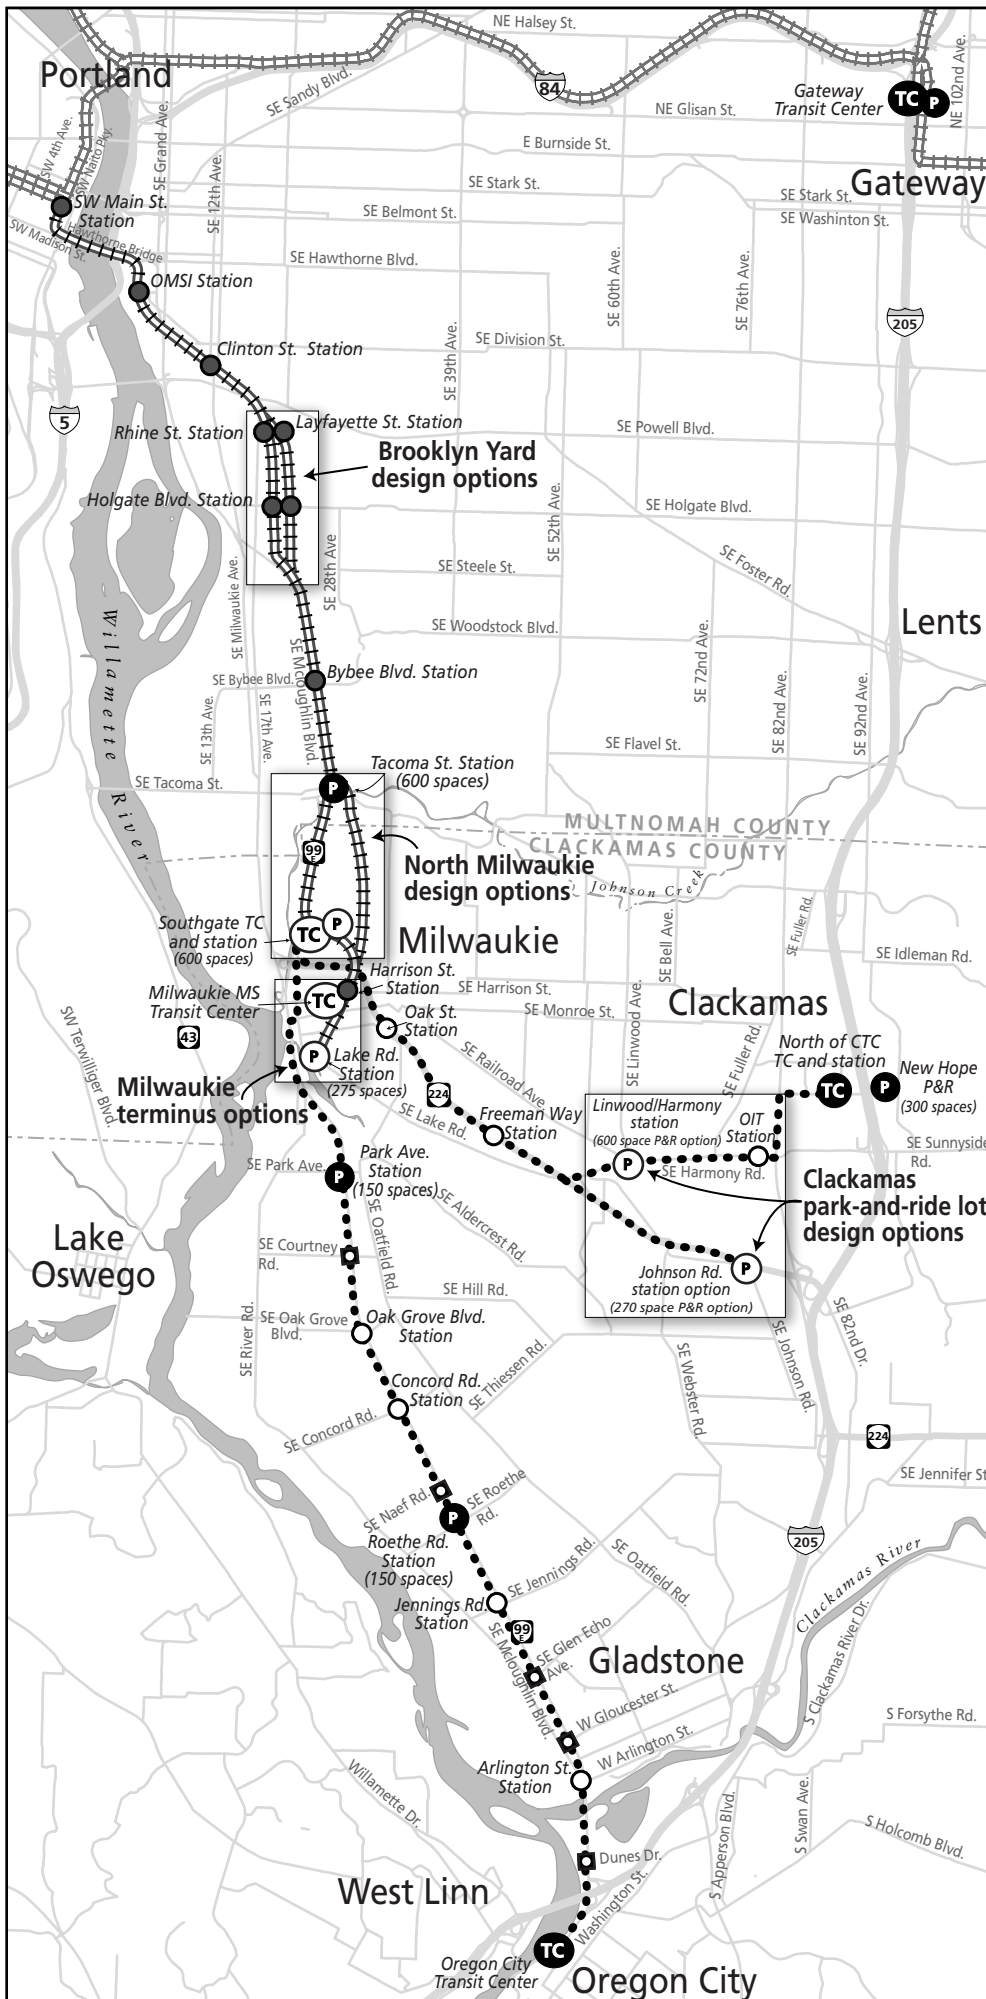 NE Halsey St.
Portland
84
SE Sandy Blvd.
Gateway
Transit Center
TC
P
NE 102nd Ave.
NE Glisan St.
SW 4th Ave.
SW Naito Pky.
SE Grand Ave.
SE 12th Ave.
E Burnside St.
SE Stark St.
Gateway
SE Stark St.
SW Main St.
Station
SE Belmont St.
SE Washinton St.
SW Madison St.
Hawthorne Bridge
SE Hawthorne Blvd.
SE 60th Ave.
SE 76th Ave.
OMSI Station
205
SE 39th Ave.
SE Division St.
Clinton St. Station
5
Rhine St. Station
Layfayette St. Station
SE Powell Blvd.
Brooklyn Yard
design options
Holgate Blvd. Station
SE Holgate Blvd.
SE 52th Ave.
SE 28th Ave
SE Foster Rd.
SE Steele St.
SE Milwaukie Ave.
Willamette River
Lents
SE Woodstock Blvd.
SE 72nd Ave.
SE Mcloughlin Blvd.
SE Bybee Blvd.
Bybee Blvd. Station
SE 13th Ave.
SE 17th Ave.
SE 82nd Ave.
SE 92nd Ave.
SE Flavel St.
SE Tacoma St.
P
Tacoma St. Station
(600 spaces)
MULTNOMAH COUNTY
CLACKAMAS COUNTY
99
E
North Milwaukie
design options
Johnson Creek
Southgate TC
and station
(600 spaces)
TC
P
Milwaukie
SE Bell Ave.
SE Fuller Rd.
SE Idleman Rd.
Harrison St.
Station
SE Harrison St.
Milwaukie MS
Transit Center
TC
Clackamas
Oak St.
Station
SE Monroe St.
SW Terwilliger Blvd.
43
P
Lake Rd.
Station
(275 spaces)
SE Railroad Ave.
SE Linwood Ave.
SE Fuller Rd.
North of CTC
TC and station
TC
P
New Hope
P&R
(300 spaces)
Milwaukie
terminus options
224
SE Lake Rd.
Freeman Way
Station
Linwood/Harmony
station
(600 space P&R option)
P
OIT
Station
SE Harmony Rd.
SE Sunnyside
Rd.
Clackamas
park-and-ride lot
design options
SE Park Ave.
P
Park Ave.
Station
(150 spaces)
SE Aldercrest Rd.
SE Oatfield Rd.
Lake
Oswego
SE Courtney
Rd.
P
Johnson Rd.
station option
(270 space P&R option)
SE Hill Rd.
SE River Rd.
SE Oak Grove
Blvd.
Oak Grove Blvd.
Station
SE Thiessen Rd.
SE Webster Rd.
SE Johnson Rd.
SE 82nd Dr.
Concord Rd.
Station
SE Concord Rd.
224
SE Jennifer St
SE Naef Rd.
SE Roethe
Rd.
P
Roethe Rd.
Station
(150 spaces)
SE Oatfield Rd.
205
Clackamas River
SE Jennings Rd.
Jennings Rd.
Station
99
E
SE Mcloughlin Blvd.
SE Glen Echo
Ave.
Gladstone
S Clackamas River Dr.
W Gloucester St.
S Forsythe Rd.
W Arlington St.
Arlington St.
Station
Willamette Dr.
S Apperson Blvd.
S Swan Ave.
S Holcomb Blvd.
Dunes Dr.
West Linn
Washington St.
TC
Oregon City
Transit Center
Oregon City